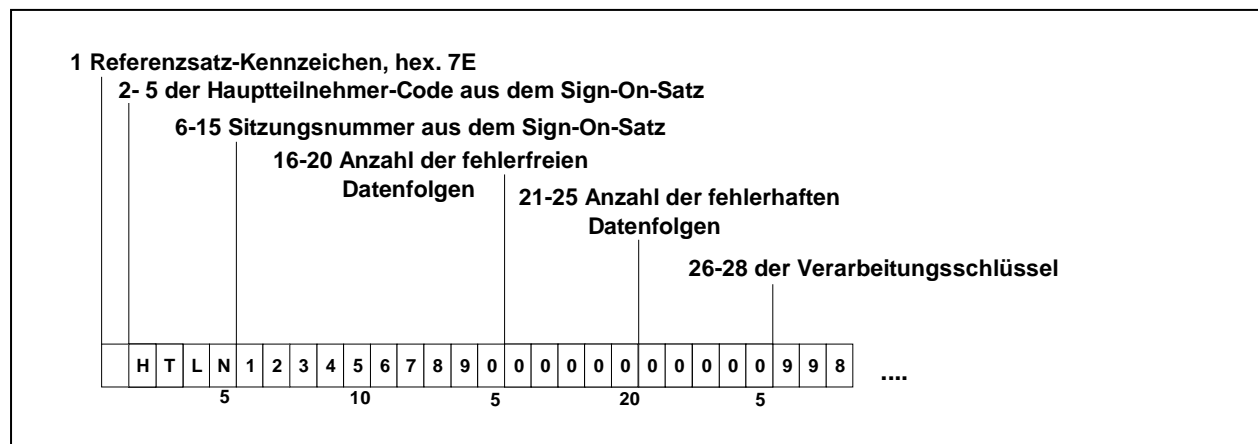 1 Referenzsatz-Kennzeichen, hex. 7E
2- 5 der Hauptteilnehmer-Code aus dem Sign-On-Satz
6-15 Sitzungsnummer aus dem Sign-On-Satz
16-20 Anzahl der fehlerfreien
Datenfolgen
21-25 Anzahl der fehlerhaften
Datenfolgen
26-28 der Verarbeitungsschlüssel
H T L N 1 2 3 4 5 6 7 8 9 0 0 0 0 0 0 0 0 0 0 0 9 9 8 ....
5 10 5 20 5